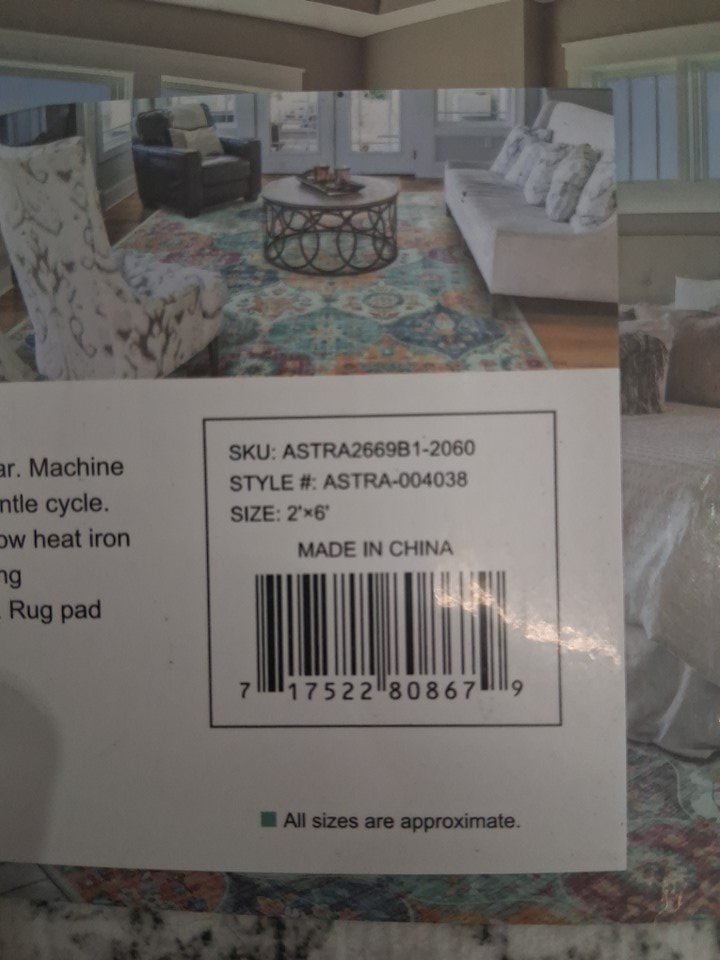 ar. Machine
ntle cycle.
ow heat iron
ng
. Rug pad
SKU: ASTRA2669B1-2060
STYLE #: ASTRA-004038
SIZE: 2'×6'
MADE IN CHINA
7 17522 80867 9
All sizes are approximate.